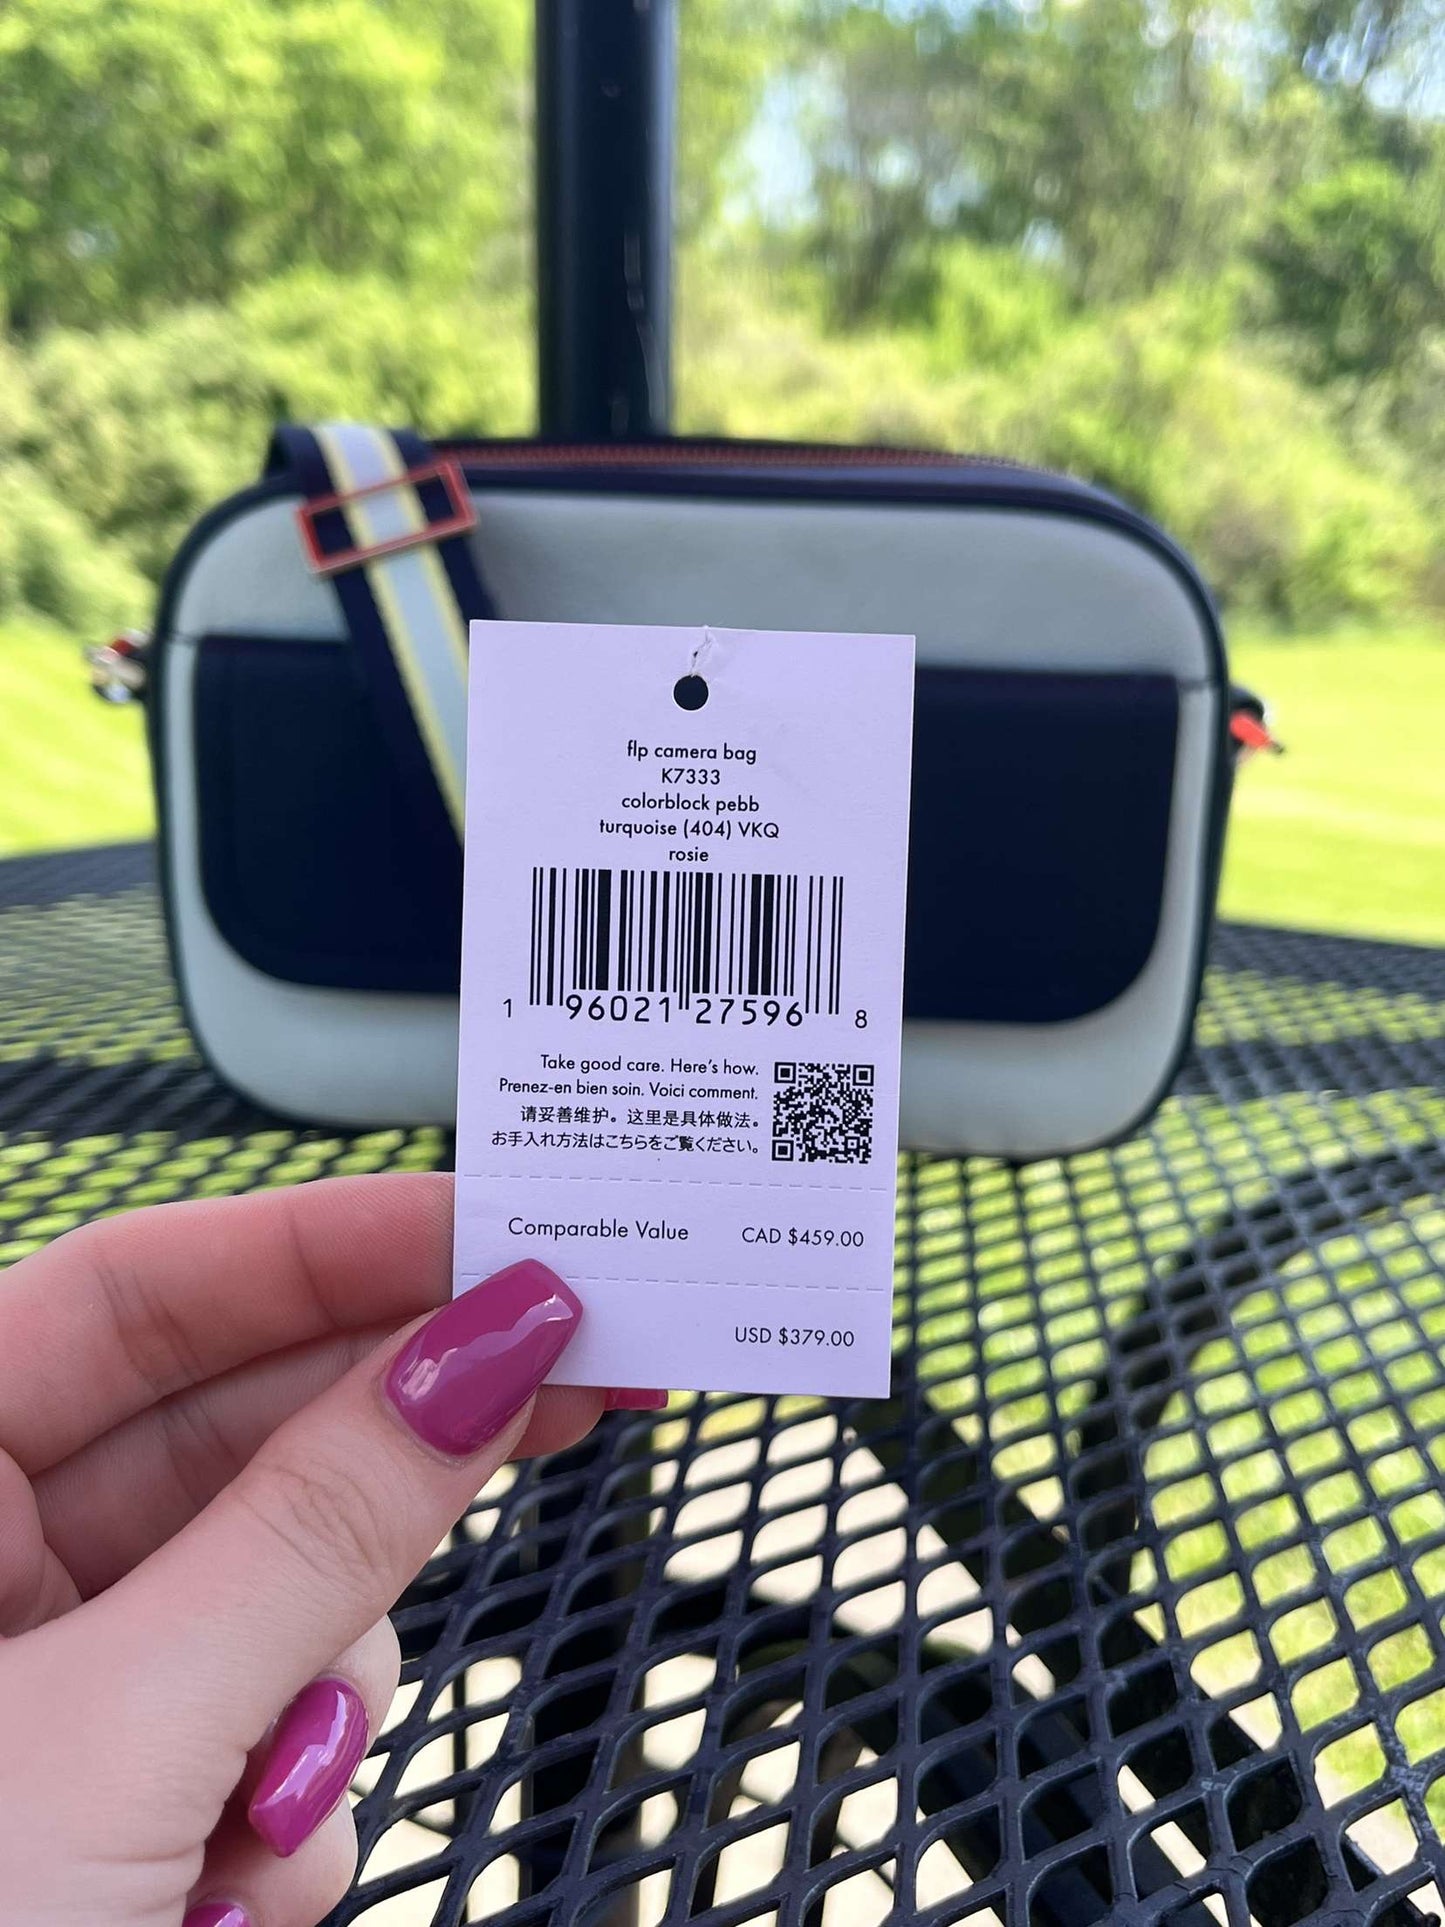 flp camera bag
K7333
colorblock pebb
turquoise (404) VKQ
rosie
1 96021 27596 8
Take good care. Here's how.
Prenez-en bien soin. Voici comment.
请妥善维护。这里是具体做法。
お手入れ方法はこちらをご覧ください。
Comparable Value CAD $459.00
USD $379.00